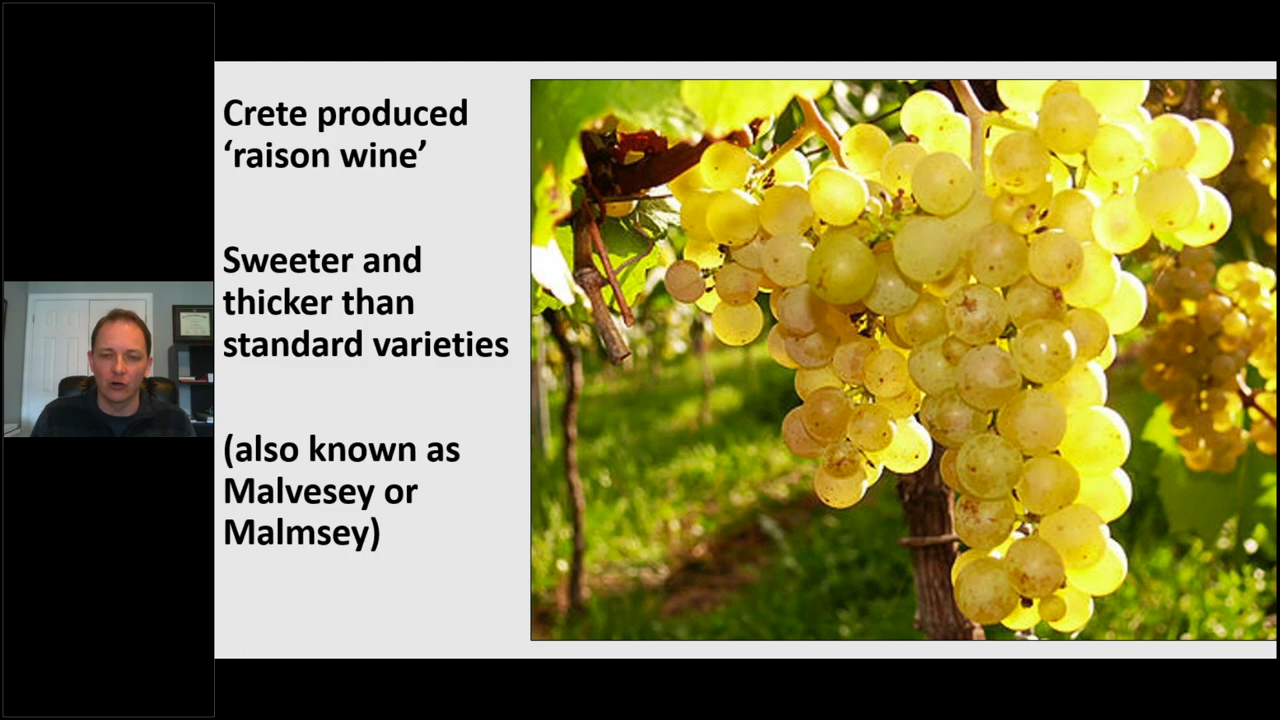 Crete produced
‘raison wine’
Sweeter and
thicker than
standard varieties
(also known as
Malvesey or
Malmsey)